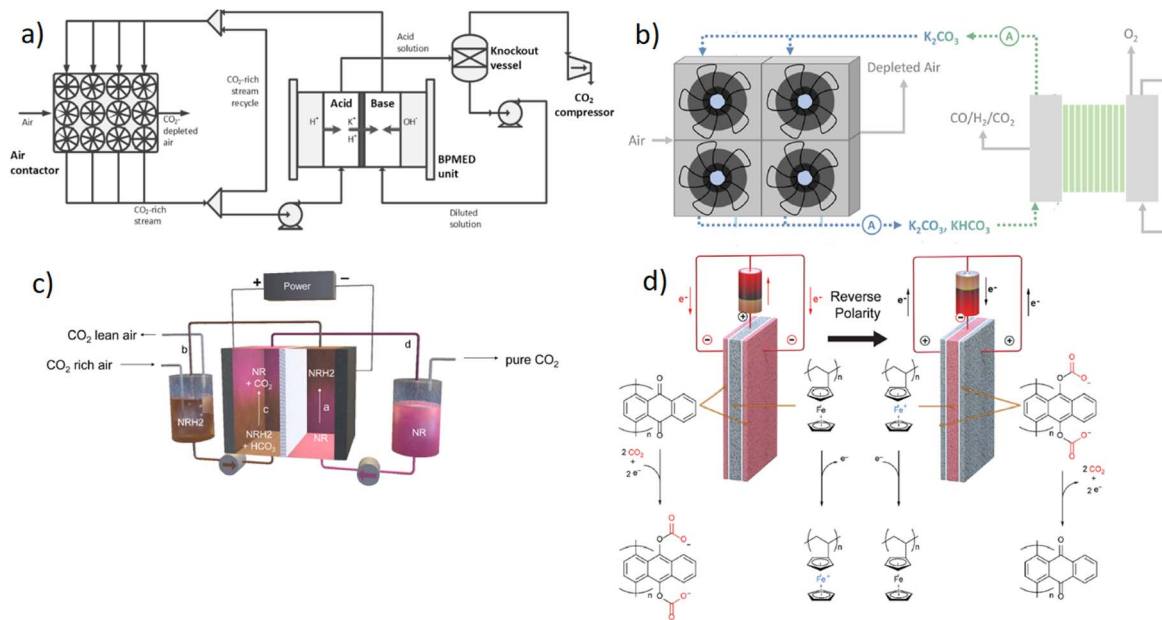 a)
Air
Air
contactor
CO₂-
depleted
air
CO₂-rich
stream
CO₂-rich
stream
recycle
Acid
solution
Acid
Base
H⁺
K⁺
H⁺
OH⁻
BPMED
unit
Knockout
vessel
CO₂
compressor
Diluted
solution
b)
K₂CO₃
A
O₂
Depleted Air
CO/H₂/CO₂
Air
A
K₂CO₃, KHCO₃
c)
+
Power
−
CO₂ lean air
CO₂ rich air
b
d
pure CO₂
NR
+ CO₂
NRH2
c
a
NRH2
NRH2
+ HCO₃
NR
NR
d)
e⁻
e⁻
+
−
−
Reverse
Polarity
e⁻
e⁻
e⁻
−
+
+
O
O
n
Fe
n
Fe⁺
n
O
O⁻
O
O
O
O⁻
n
2 CO₂
+
2 e⁻
e⁻
e⁻
2 CO₂
+
2 e⁻
O
O⁻
O
O
O
O⁻
n
Fe⁺
n
Fe
n
O
O
n